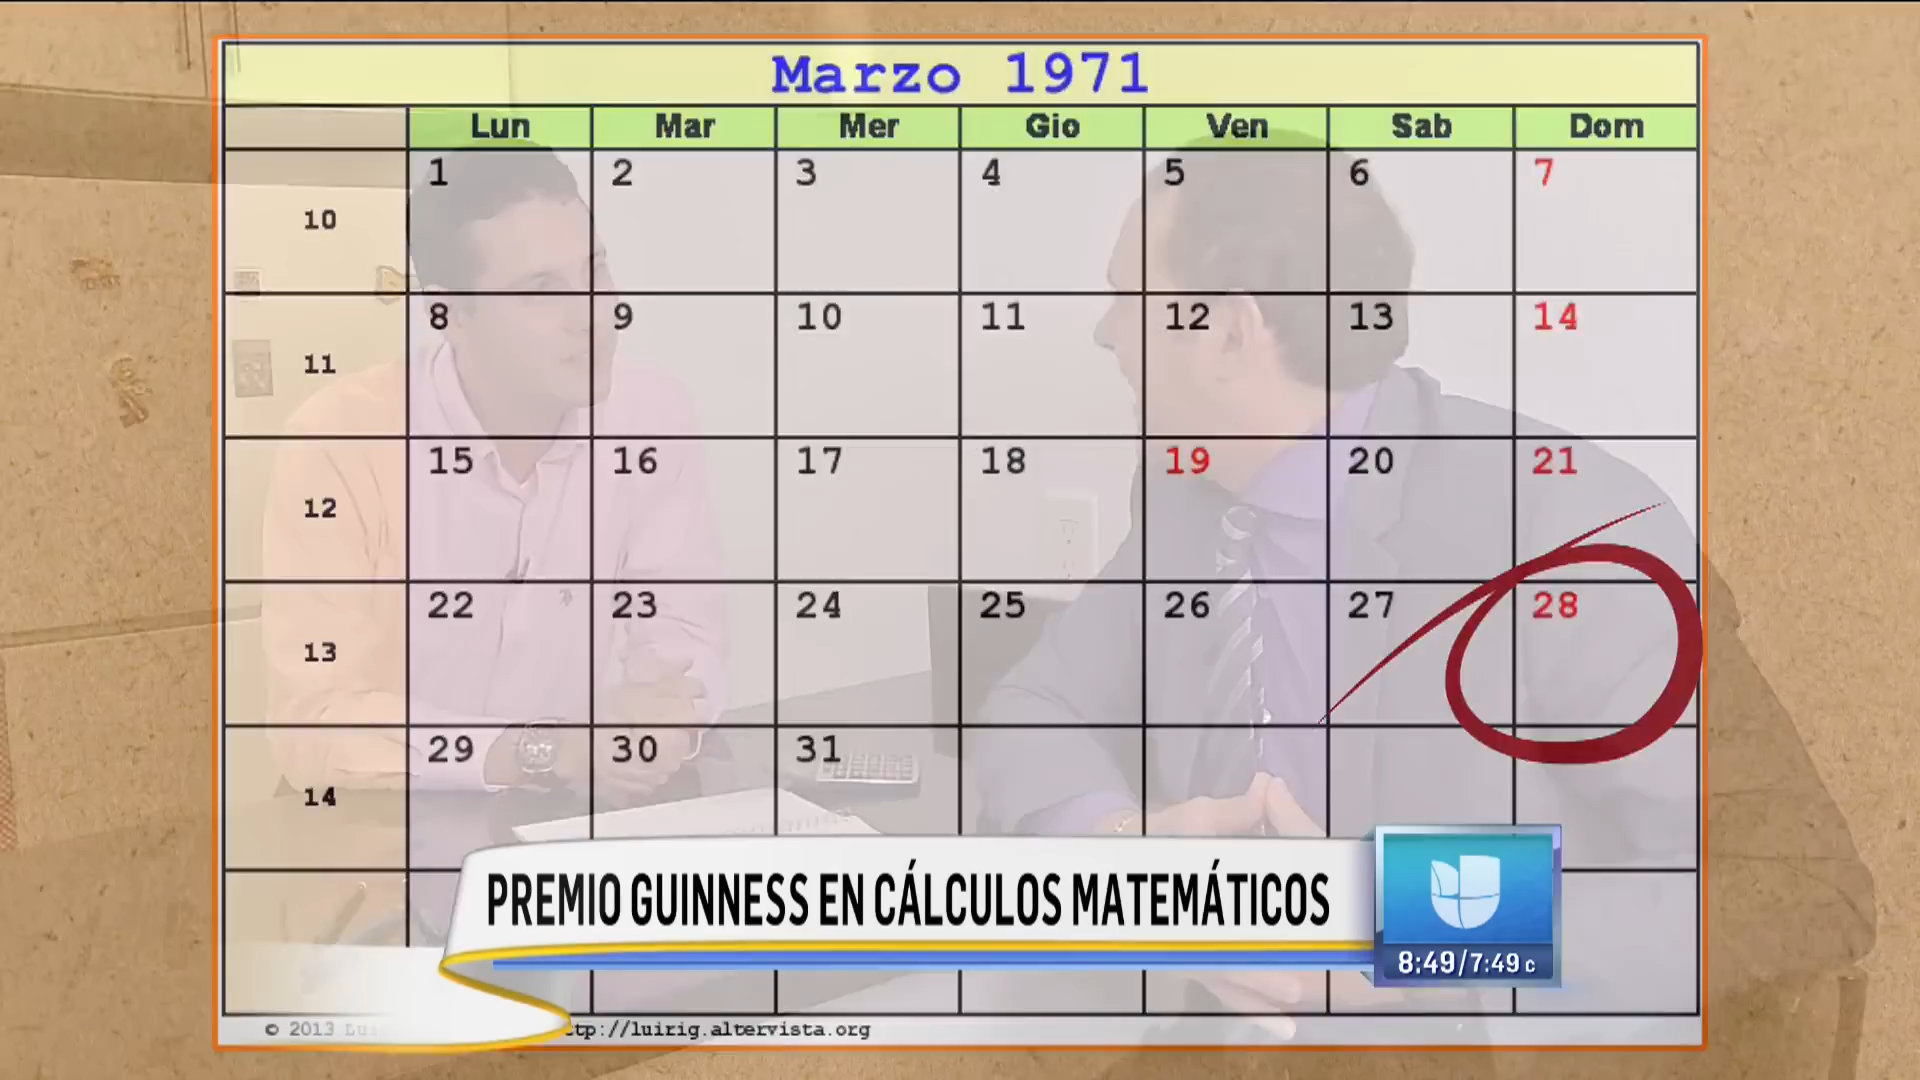 Marzo 1971
Lun Mar Mer Gio Ven Sab Dom
10 1 2 3 4 5 6 7
11 8 9 10 11 12 13 14
12 15 16 17 18 19 20 21
13 22 23 24 25 26 27 28
14 29 30 31
PREMIO GUINNESS EN CÁLCULOS MATEMÁTICOS
8:49/7:49 c
© 2013 tp://luirig.altervista.org